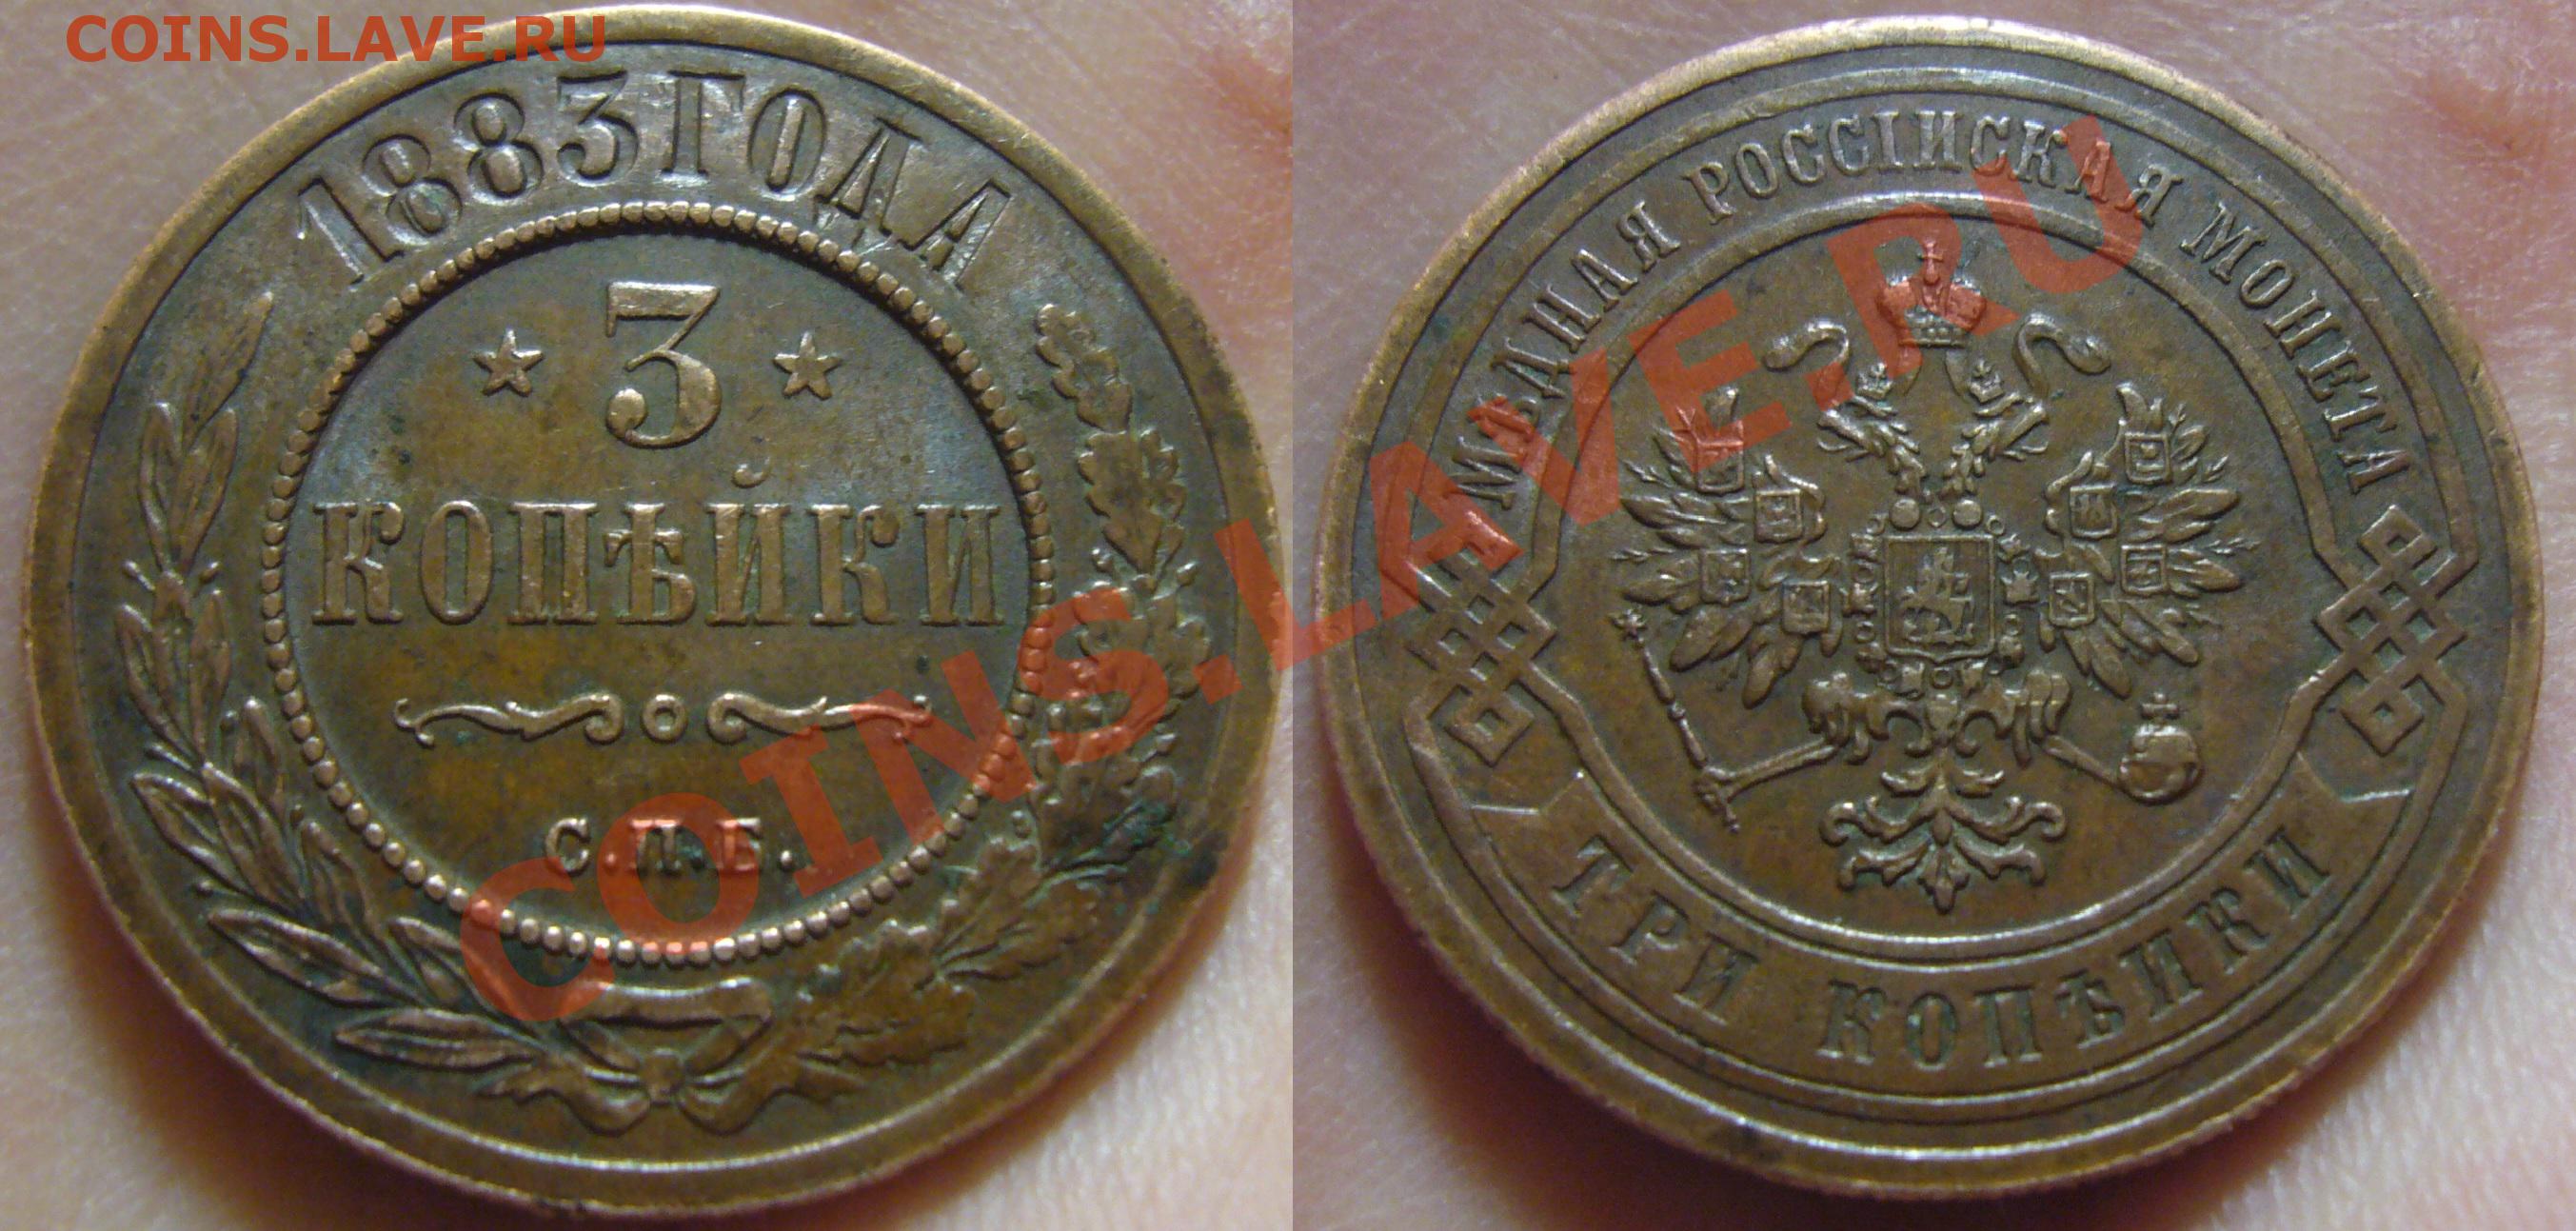 COINS.LAVE.RU
1883 ГОДА
3
КОПѢЙКИ
С.П.Б.
МѢДНАЯ РОССІЙСКАЯ МОНЕТА
ТРИ КОПѢЙКИ
COINS.LAVE.RU